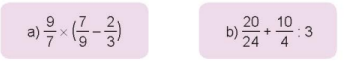 a) 9/7 × (7/9 − 2/3)
b) 20/24 + 10/4 : 3